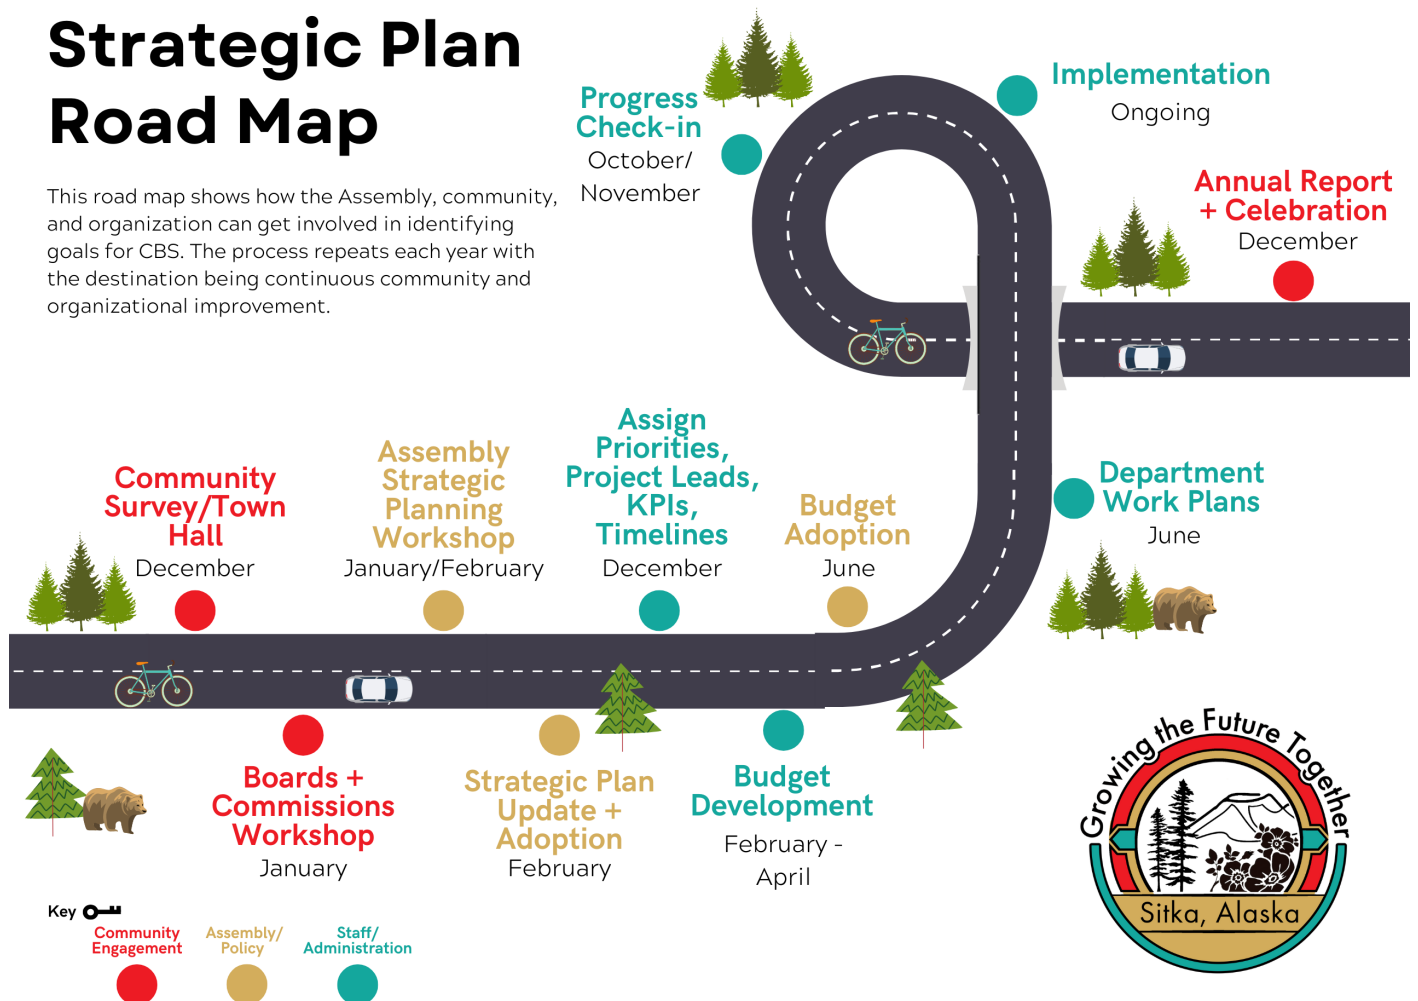 Strategic Plan
Road Map
This road map shows how the Assembly, community,
and organization can get involved in identifying
goals for CBS. The process repeats each year with
the destination being continuous community and
organizational improvement.
Progress
Check-in
October/
November
Implementation
Ongoing
Annual Report
+ Celebration
December
Community
Survey/Town
Hall
December
Assembly
Strategic
Planning
Workshop
January/February
Assign
Priorities,
Project Leads,
KPIs,
Timelines
December
Budget
Adoption
June
Department
Work Plans
June
Boards +
Commissions
Workshop
January
Strategic Plan
Update +
Adoption
February
Budget
Development
February -
April
Growing the Future Together
Sitka, Alaska
Key
Community
Engagement
Assembly/
Policy
Staff/
Administration